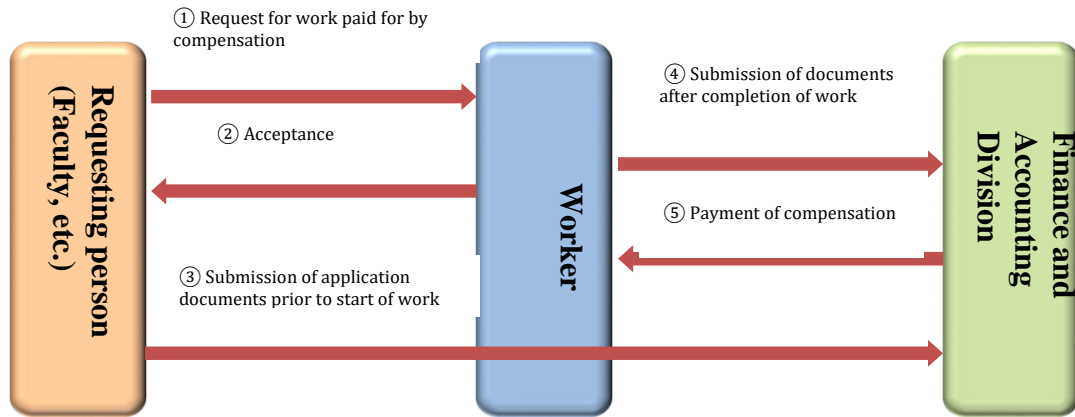 ① Request for work paid for by
compensation
② Acceptance
③ Submission of application
documents prior to start of work
④ Submission of documents
after completion of work
⑤ Payment of compensation
Requesting person
(Faculty, etc.)
Worker
Finance and
Accounting
Division